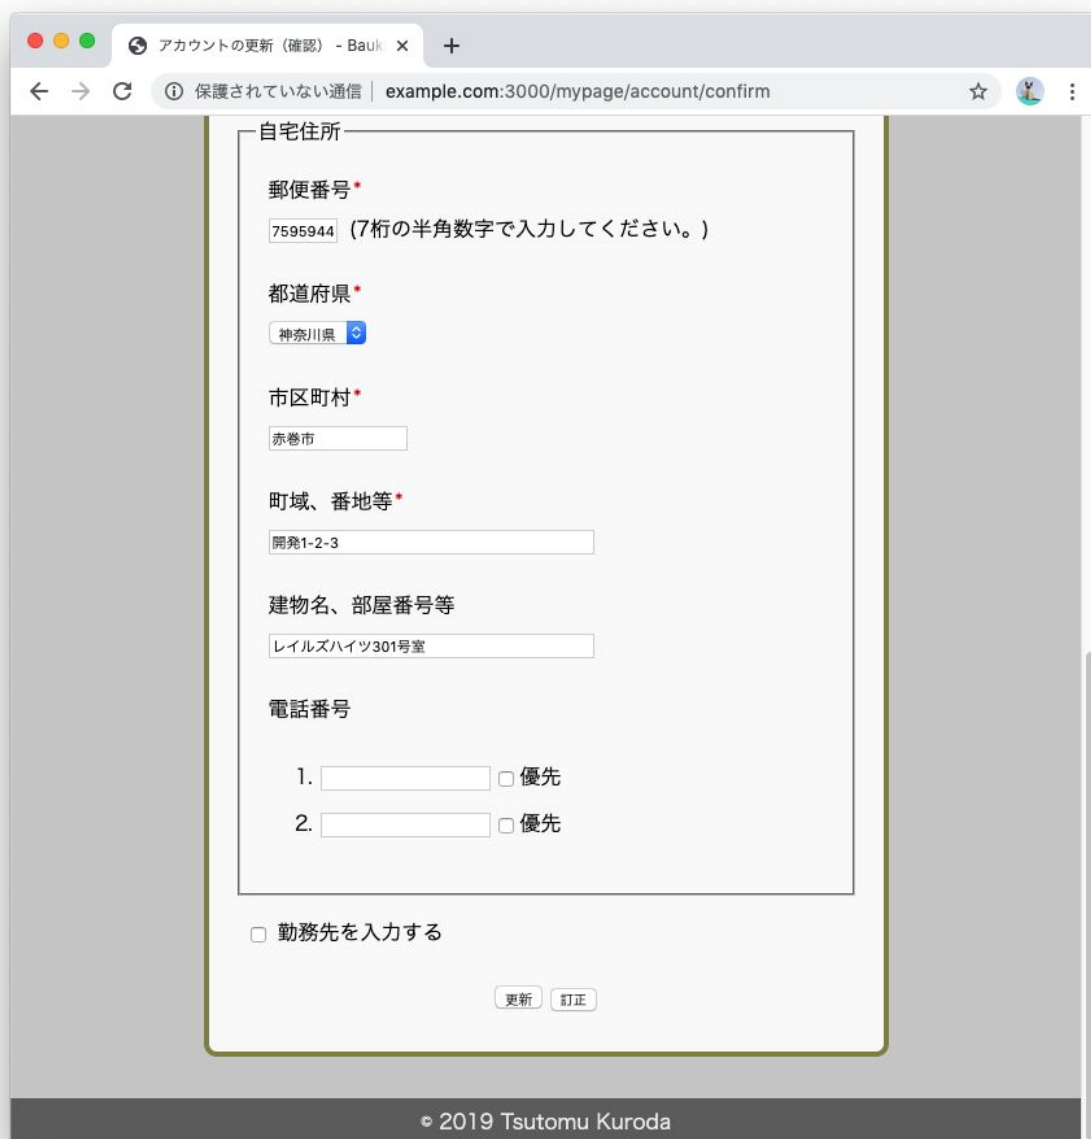 アカウントの更新（確認） - Bauk
保護されていない通信 | example.com:3000/mypage/account/confirm
自宅住所
郵便番号*
7595944 (7桁の半角数字で入力してください。)
都道府県*
神奈川県
市区町村*
赤巻市
町域、番地等*
開発1-2-3
建物名、部屋番号等
レイルズハイツ301号室
電話番号
1. 優先
2. 優先
勤務先を入力する
更新 訂正
© 2019 Tsutomu Kuroda